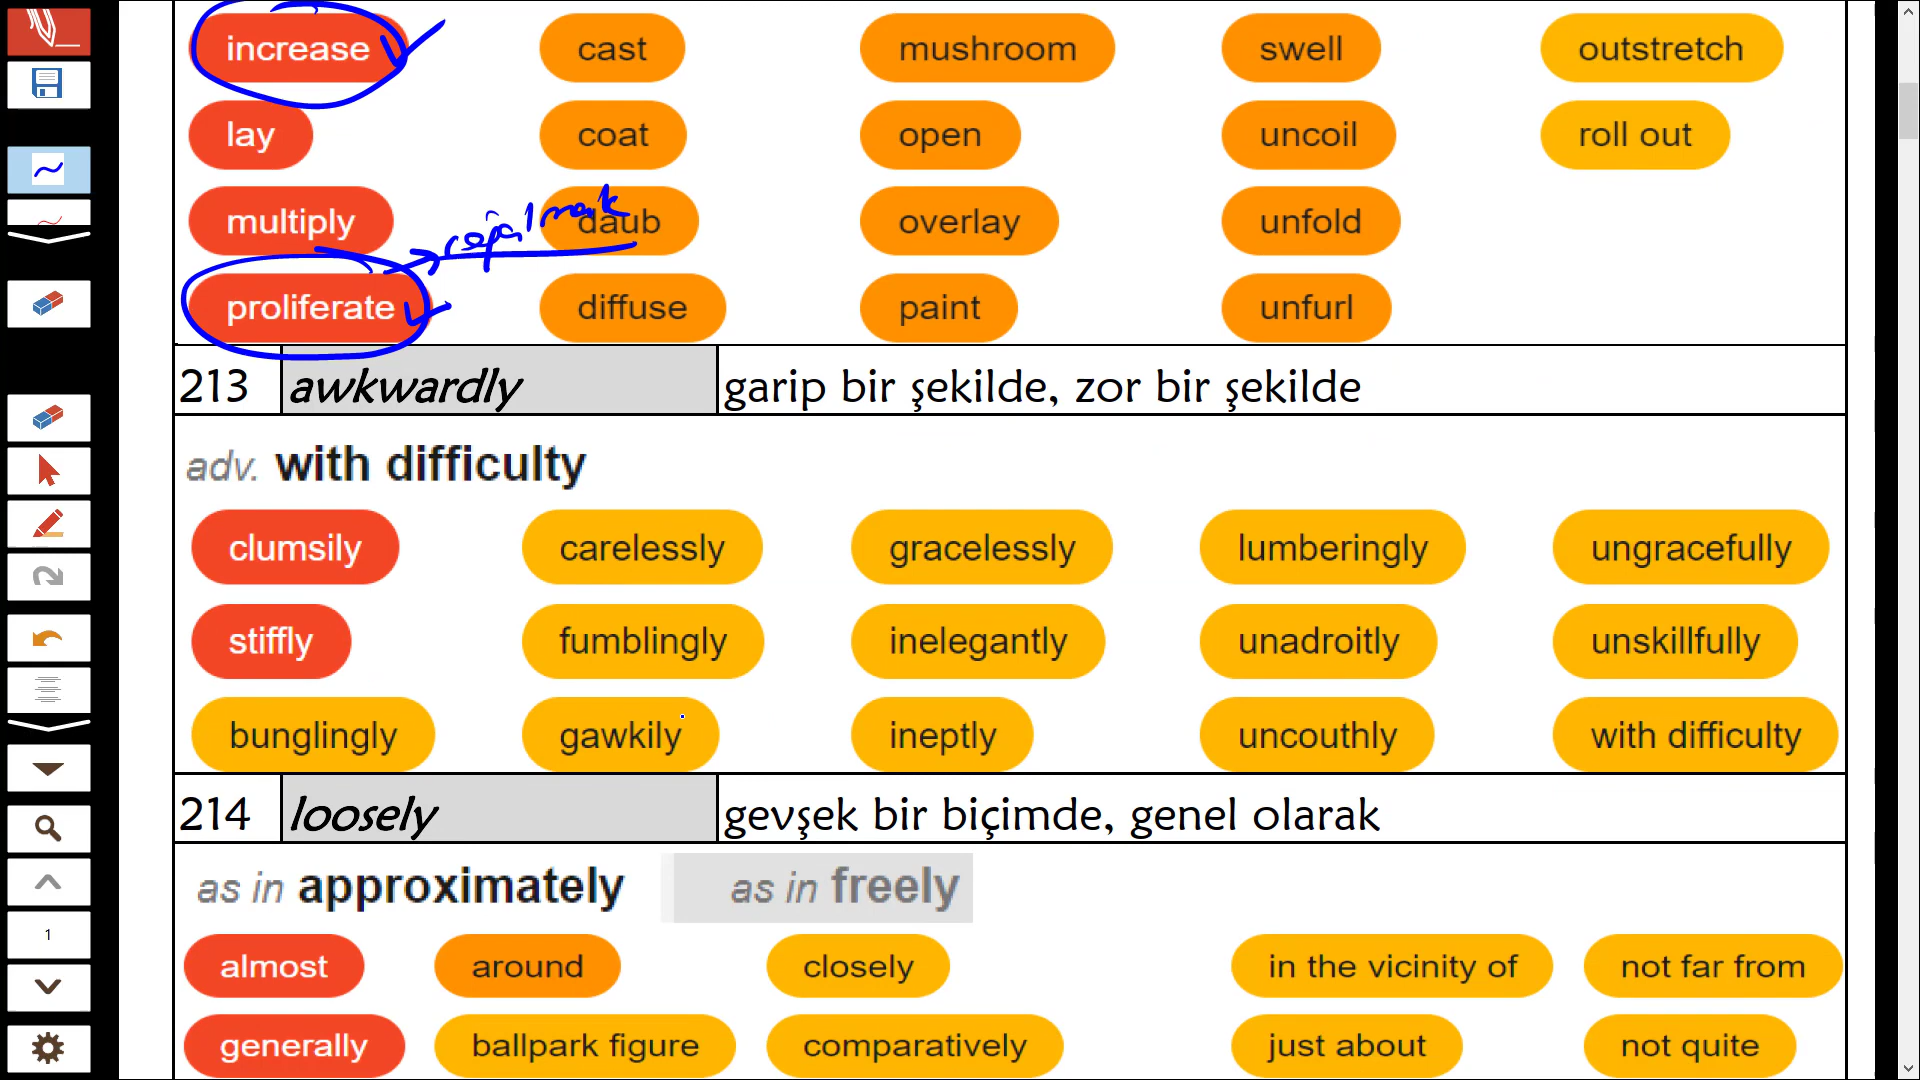 increase cast mushroom swell outstretch
lay coat open uncoil roll out
multiply daub overlay unfold
çoğalmak
proliferate diffuse paint unfurl
213 awkwardly garip bir şekilde, zor bir şekilde
adv. with difficulty
clumsily carelessly gracelessly lumberingly ungracefully
stiffly fumblingly inelegantly unadroitly unskillfully
bunglingly gawkily ineptly uncouthly with difficulty
214 loosely gevşek bir biçimde, genel olarak
as in approximately as in freely
almost around closely in the vicinity of not far from
1
generally ballpark figure comparatively just about not quite